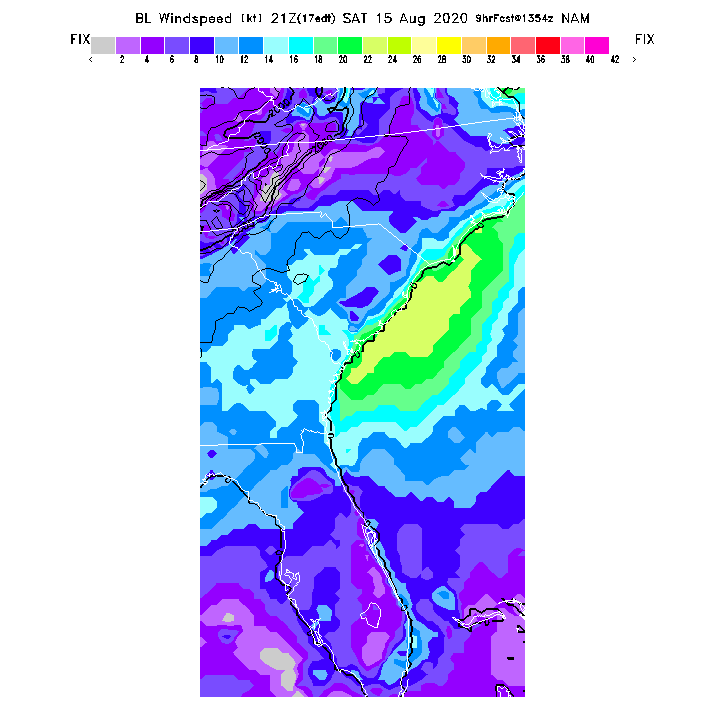 BL Windspeed [kt] 21Z(17edt) SAT 15 Aug 2020 9hrFcst@1354z NAM
FIX FIX
< 2 4 6 8 10 12 14 16 18 20 22 24 26 28 30 32 34 36 38 40 42 >